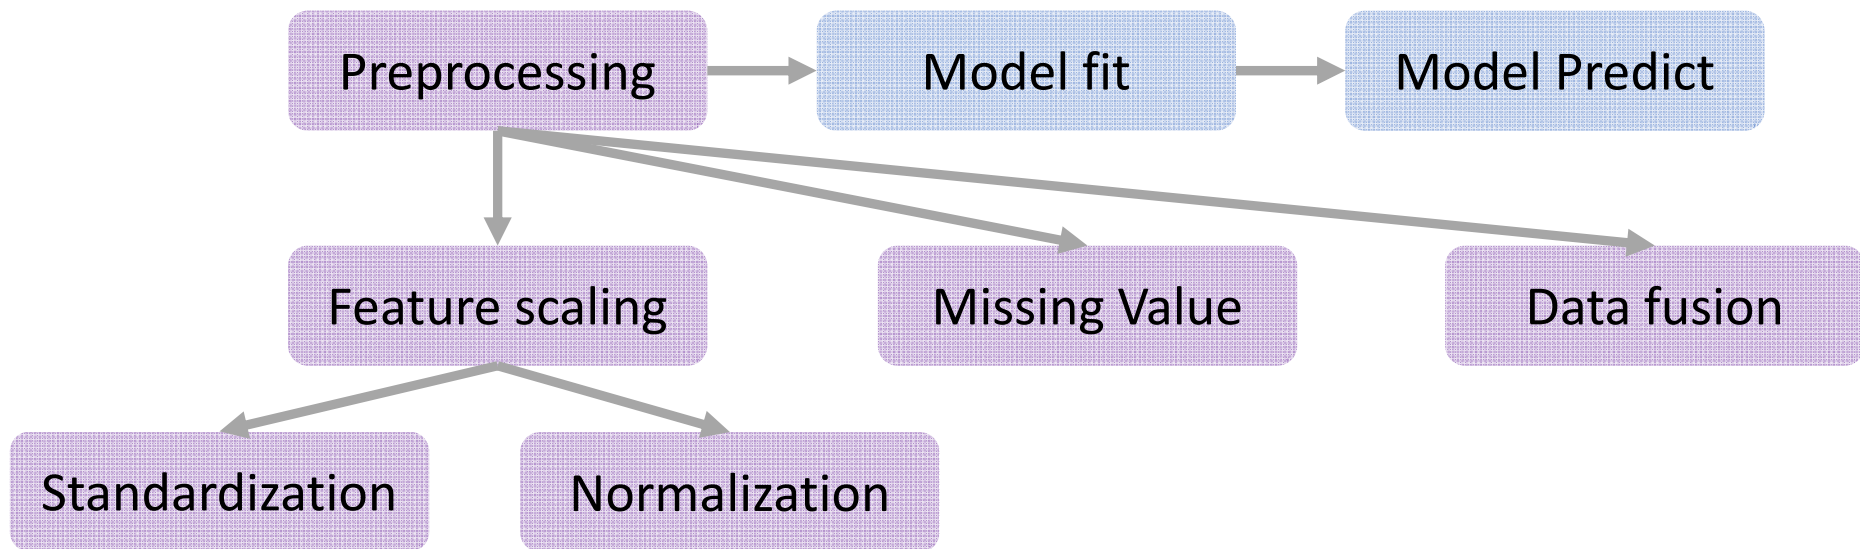 Preprocessing
Model fit
Model Predict
Feature scaling
Missing Value
Data fusion
Standardization
Normalization